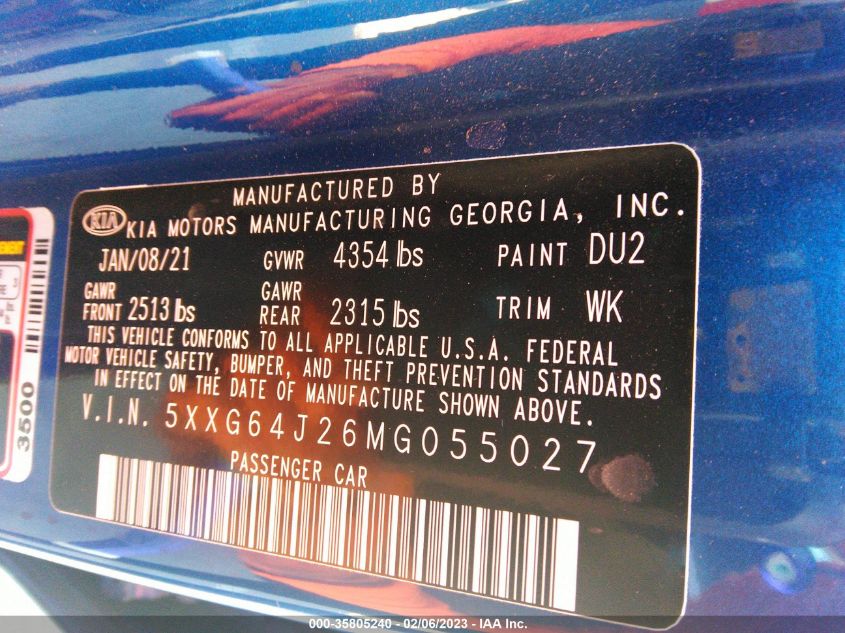 MANUFACTURED BY
KIA KIA MOTORS MANUFACTURING GEORGIA, INC.
JAN/08/21 GVWR 4354 lbs PAINT DU2
GAWR FRONT 2513 lbs GAWR REAR 2315 lbs TRIM WK
THIS VEHICLE CONFORMS TO ALL APPLICABLE U.S.A. FEDERAL
MOTOR VEHICLE SAFETY, BUMPER, AND THEFT PREVENTION STANDARDS
IN EFFECT ON THE DATE OF MANUFACTURE SHOWN ABOVE.
V.I.N. 5XXG64J26MG055027
PASSENGER CAR
3500
000-35805240 - 02/06/2023 - IAA Inc.